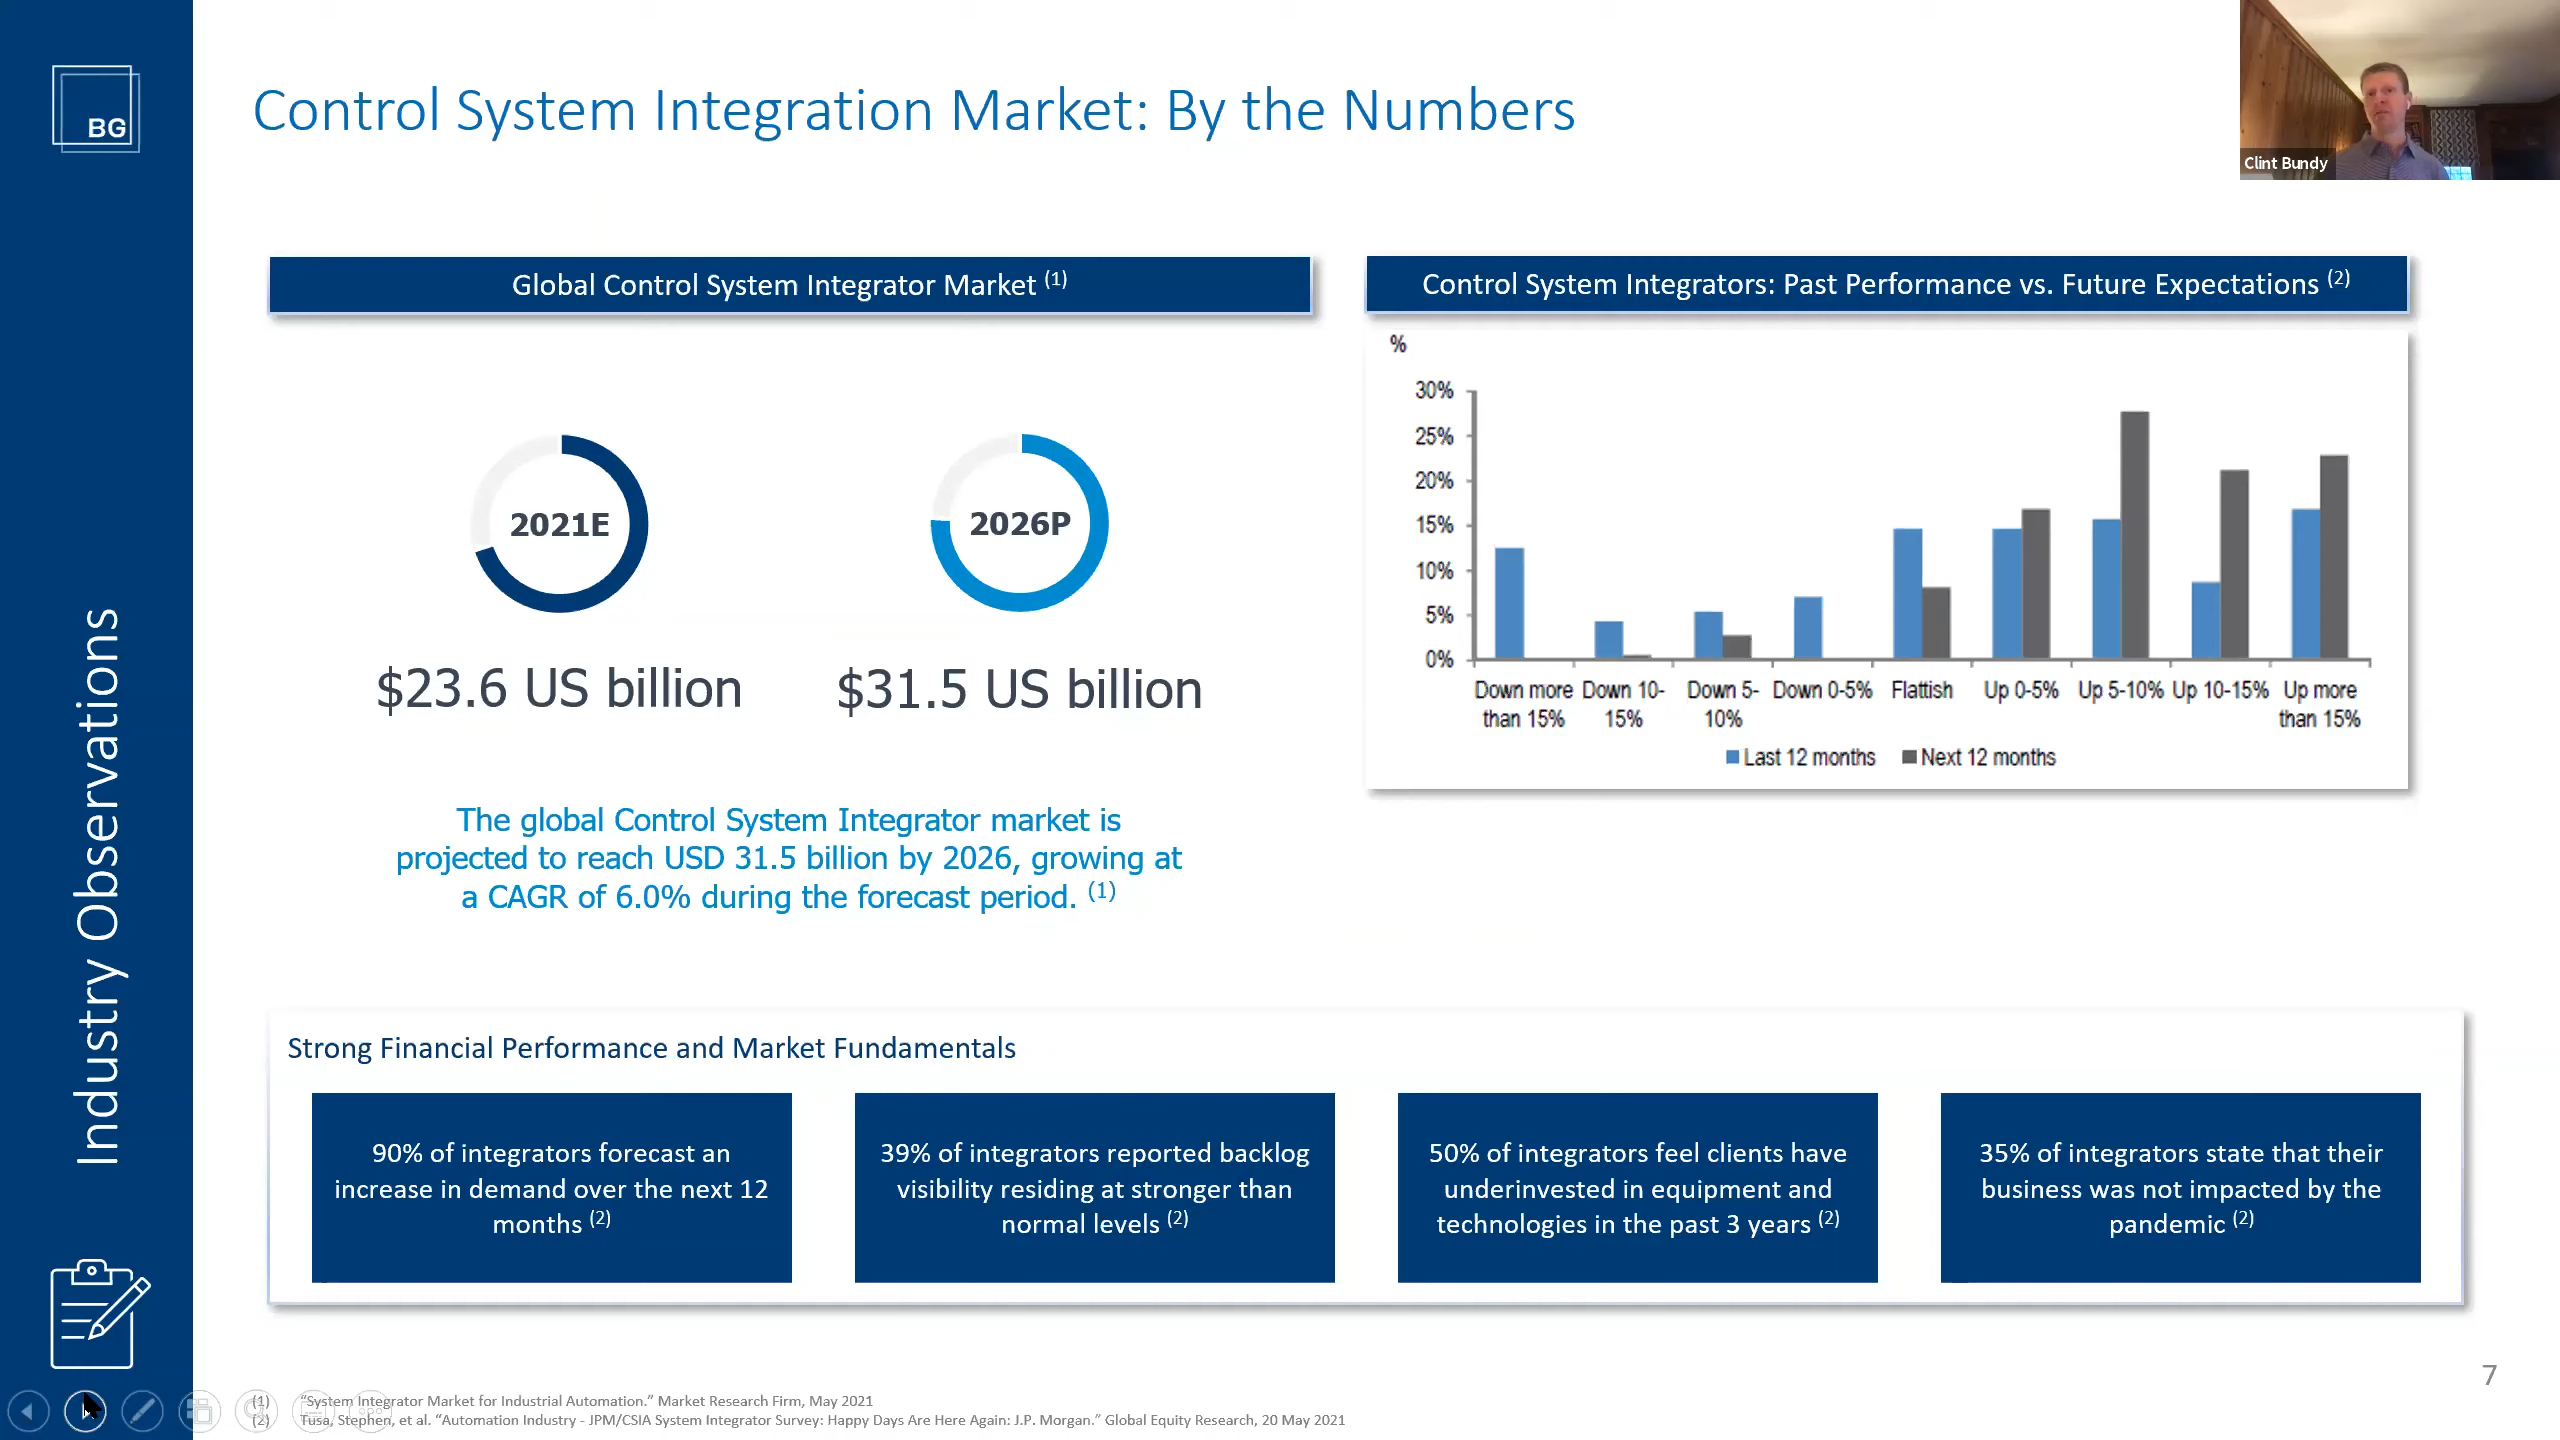 BG
Control System Integration Market: By the Numbers
Clint Bundy
Industry Observations
Global Control System Integrator Market (1)
2021E
2026P
$23.6 US billion
$31.5 US billion
The global Control System Integrator market is
projected to reach USD 31.5 billion by 2026, growing at
a CAGR of 6.0% during the forecast period. (1)
Control System Integrators: Past Performance vs. Future Expectations (2)
%
30%
25%
20%
15%
10%
5%
0%
Down more
than 15%
Down 10-
15%
Down 5-
10%
Down 0-5%
Flattish
Up 0-5%
Up 5-10%
Up 10-15%
Up more
than 15%
Last 12 months
Next 12 months
Strong Financial Performance and Market Fundamentals
90% of integrators forecast an
increase in demand over the next 12
months (2)
39% of integrators reported backlog
visibility residing at stronger than
normal levels (2)
50% of integrators feel clients have
underinvested in equipment and
technologies in the past 3 years (2)
35% of integrators state that their
business was not impacted by the
pandemic (2)
7
(1) “System Integrator Market for Industrial Automation.” Market Research Firm, May 2021
(2) Tusa, Stephen, et al. “Automation Industry - JPM/CSIA System Integrator Survey: Happy Days Are Here Again: J.P. Morgan.” Global Equity Research, 20 May 2021